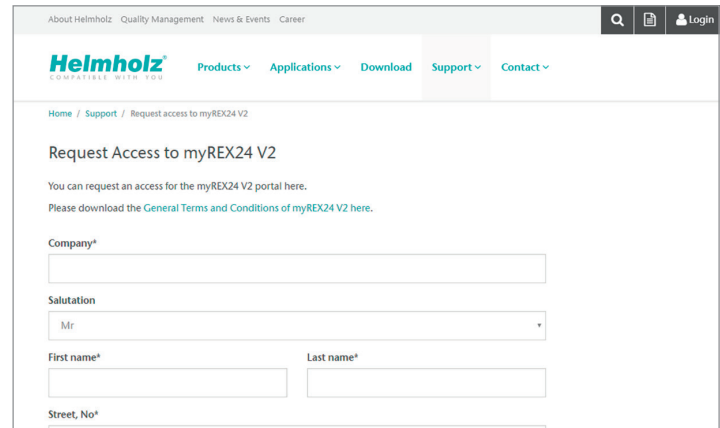 About Helmholz Quality Management News & Events Career
Login
Helmholz®
COMPATIBLE WITH YOU
Products Applications Download Support Contact
Home / Support / Request access to myREX24 V2
Request Access to myREX24 V2
You can request an access for the myREX24 V2 portal here.
Please download the General Terms and Conditions of myREX24 V2 here.
Company*
Salutation
Mr
First name* Last name*
Street, No*